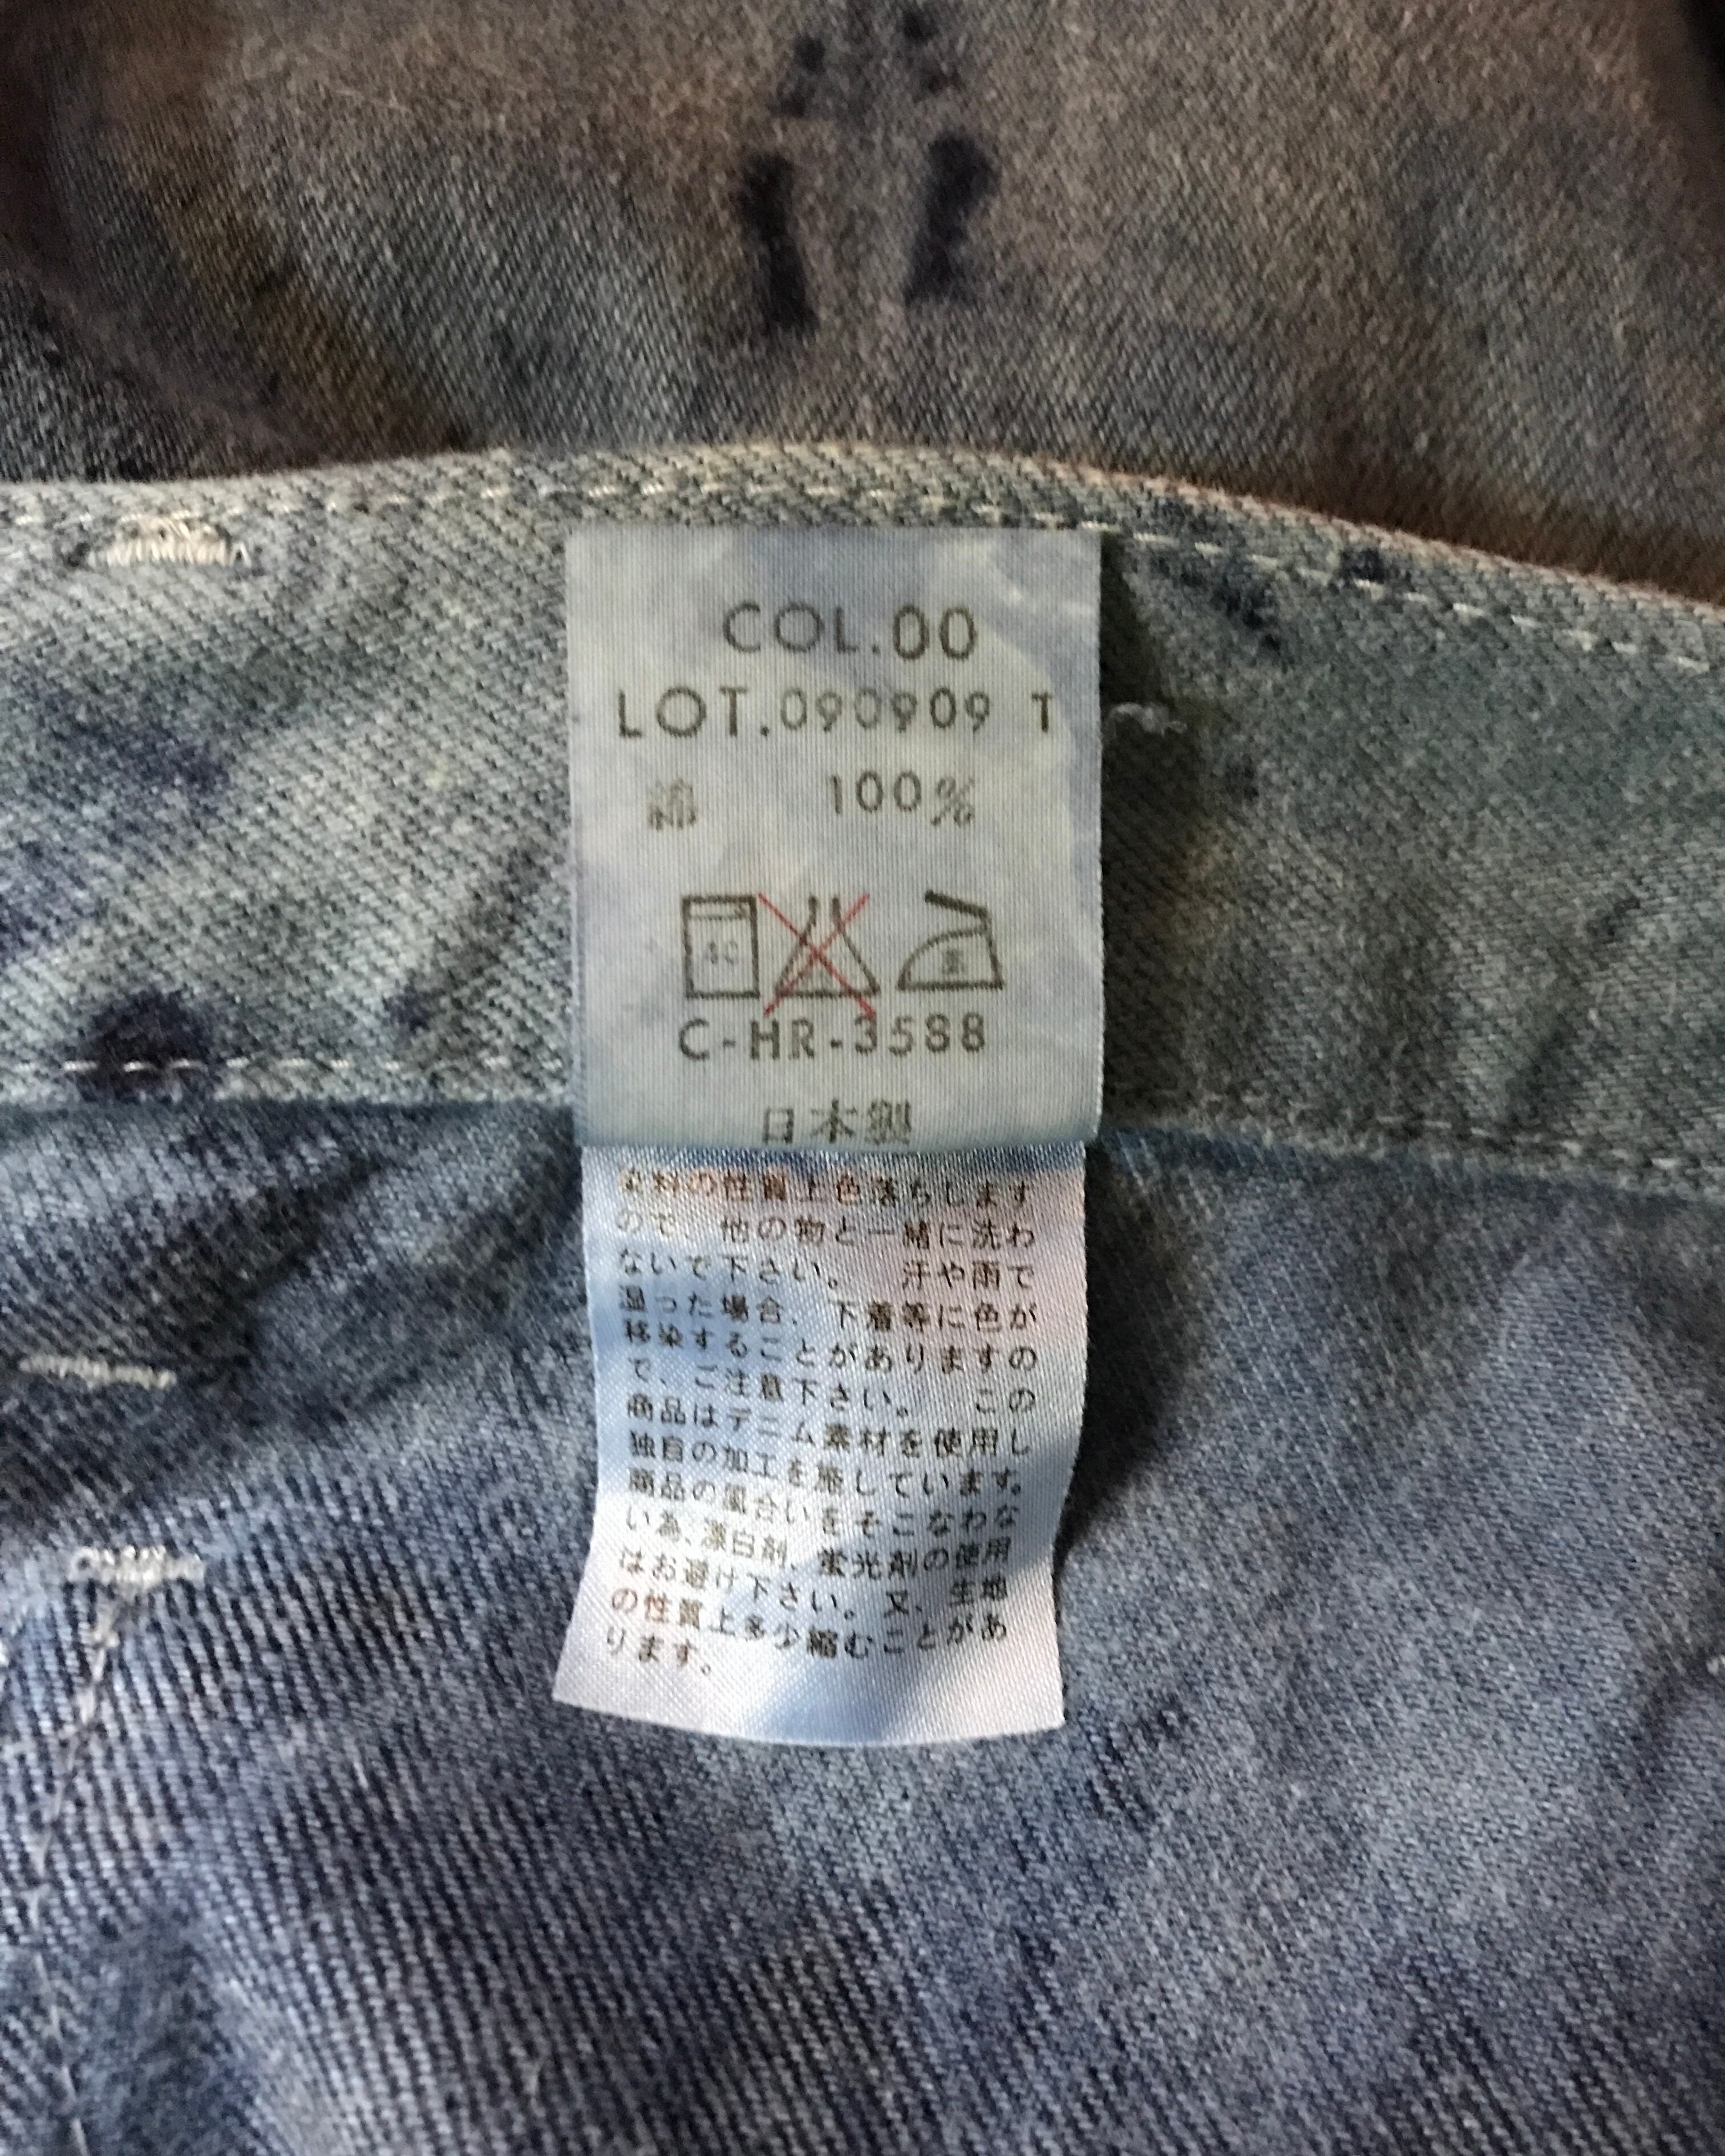 COL.00
LOT.090909 T
綿 100%
40
C-HR-3588
日本製
染料の性質上色落ちします
ので、他の物と一緒に洗わ
ないで下さい。 汗や雨で
湿った場合、下着等に色が
移染することがありますの
で、ご注意下さい。 この
商品はデニム素材を使用し
独自の加工を施しています。
商品の風合いをそこなわな
い為、漂白剤、蛍光剤の使用
はお避け下さい。又、生地
の性質上多少縮むことがあ
ります。